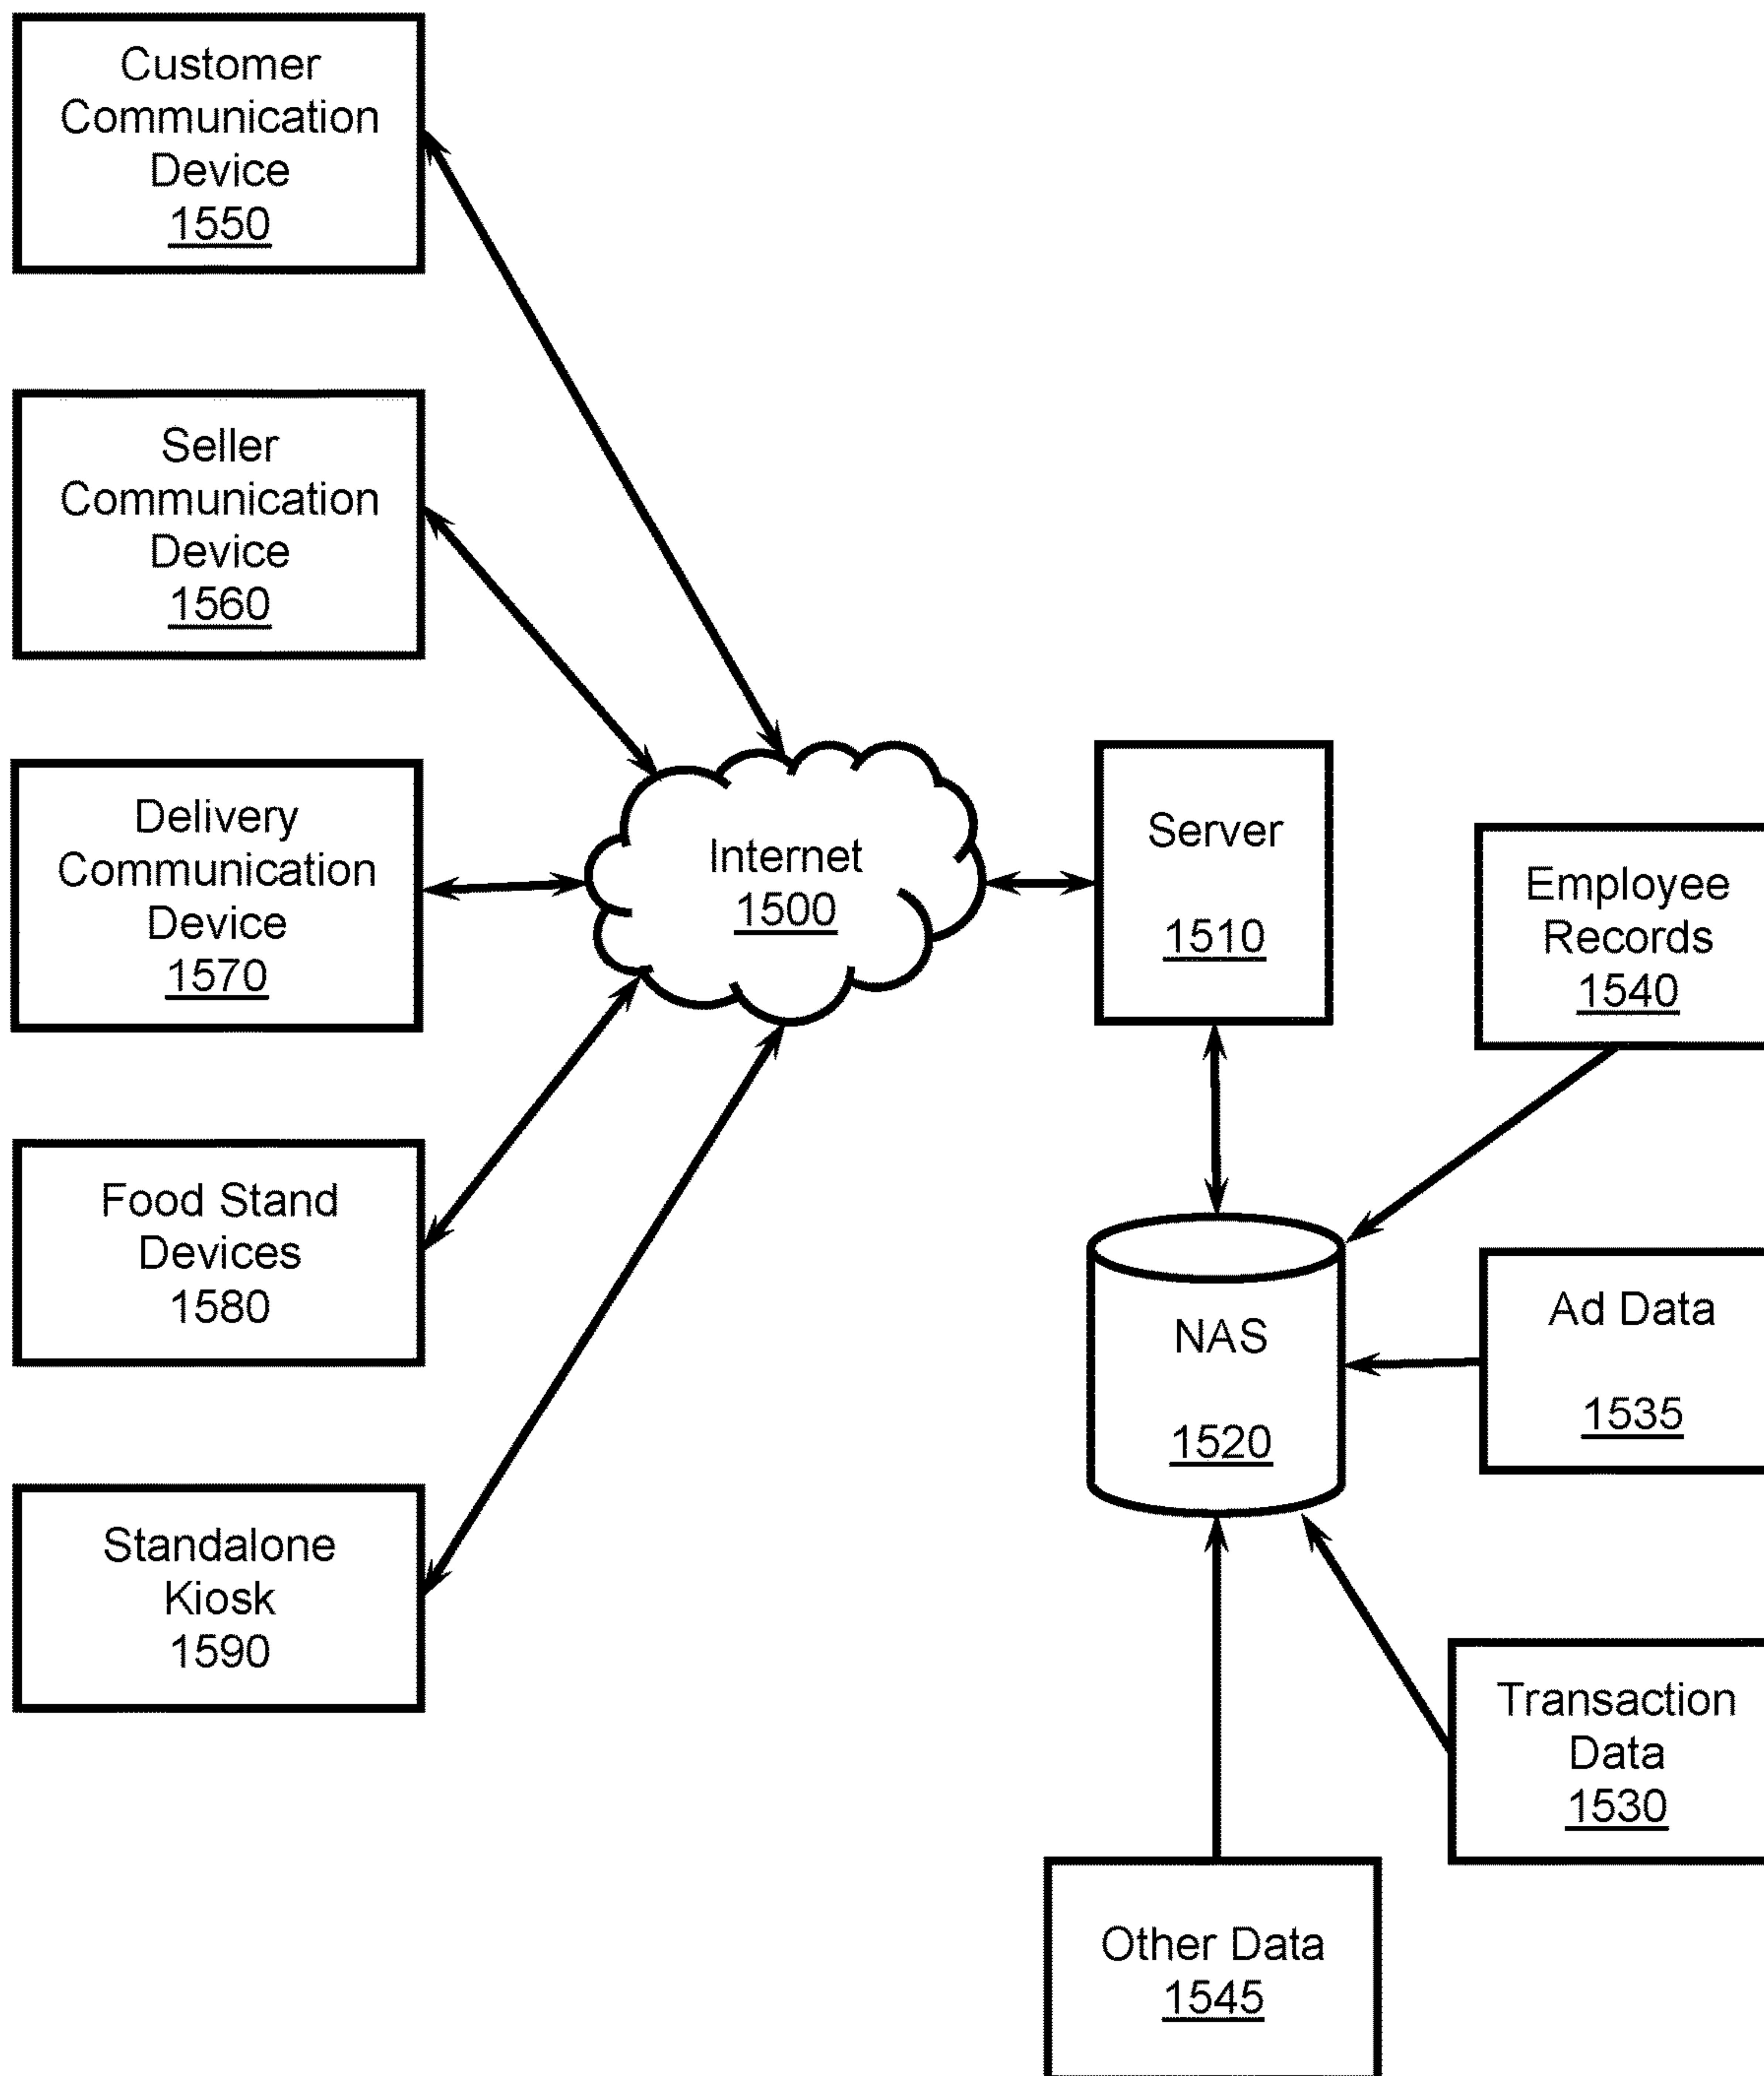 Customer
Communication
Device
1550
Seller
Communication
Device
1560
Delivery
Communication
Device
1570
Food Stand
Devices
1580
Standalone
Kiosk
1590
Internet
1500
Server
1510
NAS
1520
Employee
Records
1540
Ad Data
1535
Transaction
Data
1530
Other Data
1545